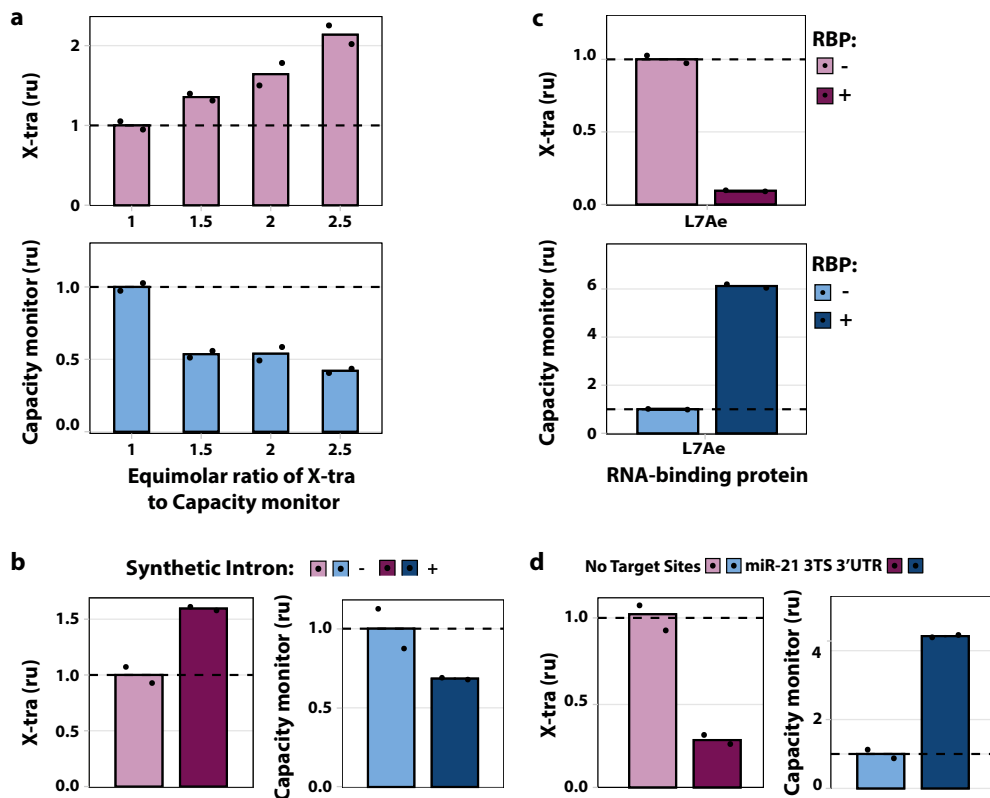 a
X-tra (ru)
2
1
0
1 1.5 2 2.5
Capacity monitor (ru)
1.0
0.5
0.0
1 1.5 2 2.5
Equimolar ratio of X-tra
to Capacity monitor
c
X-tra (ru)
1.0
0.5
0.0
L7Ae
RBP:
-
+
Capacity monitor (ru)
6
4
2
0
L7Ae
RNA-binding protein
RBP:
-
+
b
Synthetic Intron: - +
X-tra (ru)
1.5
1.0
0.5
0.0
Capacity monitor (ru)
1.0
0.5
0.0
d
No Target Sites miR-21 3TS 3'UTR
X-tra (ru)
1.0
0.5
0.0
Capacity monitor (ru)
4
2
0